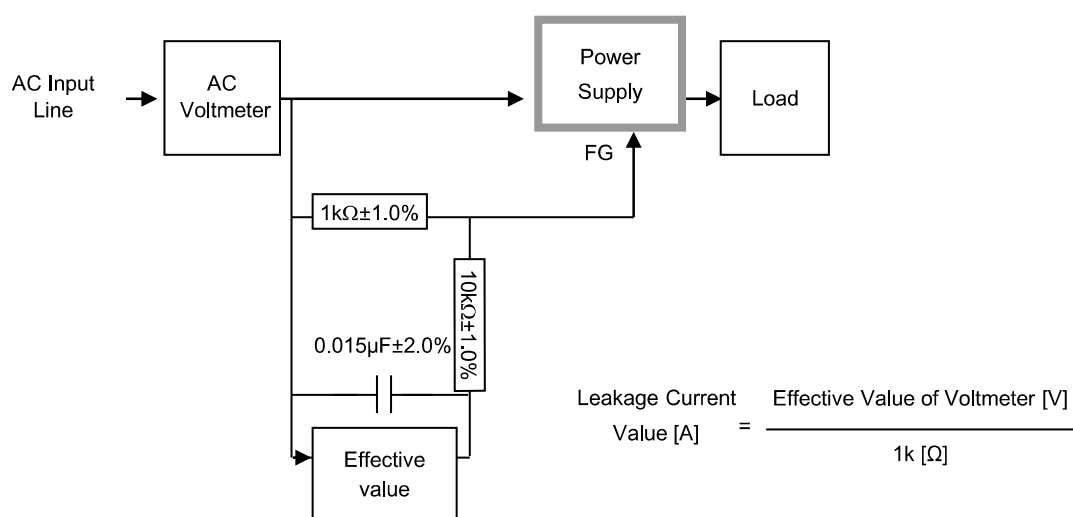 AC Input
Line
AC
Voltmeter
Power
Supply
Load
FG
1kΩ±1.0%
10kΩ±1.0%
0.015µF±2.0%
Effective
value
Leakage Current
Value [A]
=
Effective Value of Voltmeter [V]
1k [Ω]